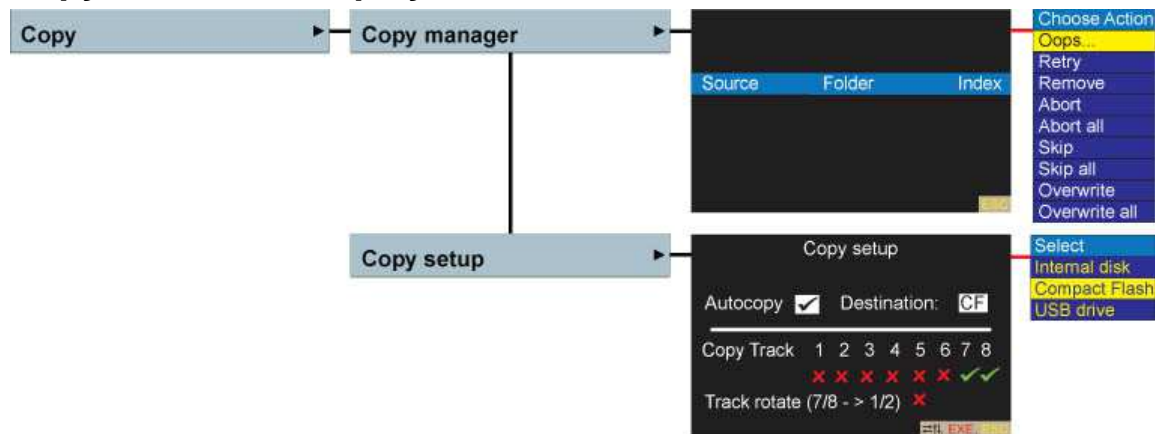 Copy
Copy manager
Source Folder Index
ESC
Choose Action
Oops...
Retry
Remove
Abort
Abort all
Skip
Skip all
Overwrite
Overwrite all
Copy setup
Copy setup
Autocopy Destination: CF
Copy Track 1 2 3 4 5 6 7 8
Track rotate (7/8 - > 1/2)
EXE. ESC
Select
Internal disk
Compact Flash
USB drive